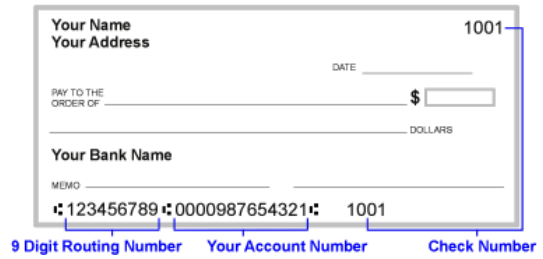 Your Name 1001
Your Address
DATE
PAY TO THE
ORDER OF $
DOLLARS
Your Bank Name
MEMO
⑆123456789⑆0000987654321⑆ 1001
9 Digit Routing Number Your Account Number Check Number